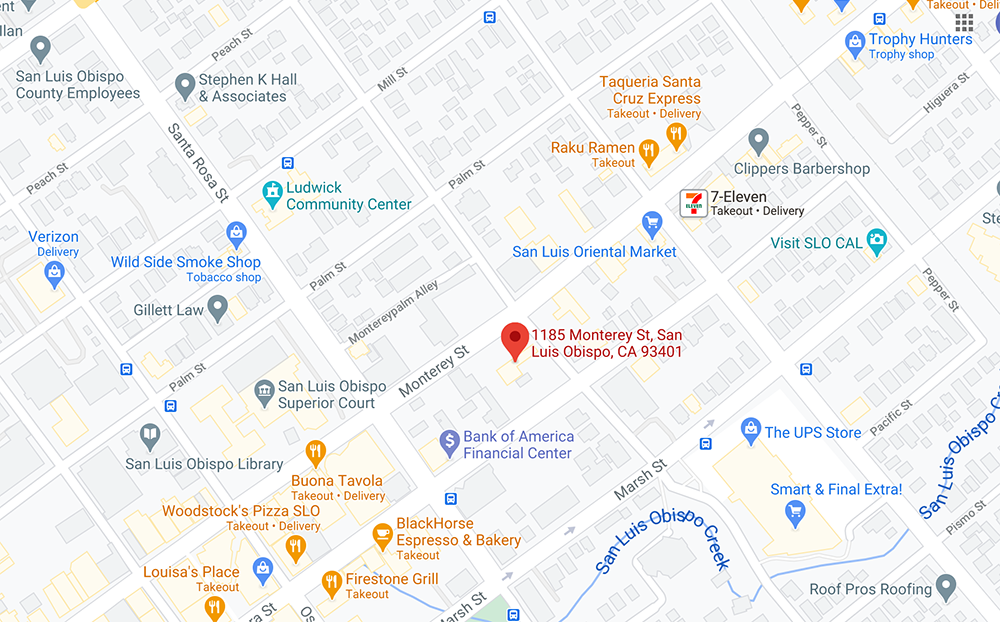 Trophy Hunters
Trophy shop
San Luis Obispo
County Employees
Stephen K Hall
& Associates
Peach St
Mill St
Takeout
Taqueria Santa
Cruz Express
Takeout • Delivery
Higuera St
Pepper St
Raku Ramen
Takeout
Clippers Barbershop
Santa Rosa St
Peach St
Palm St
Ludwick
Community Center
7-Eleven
Takeout • Delivery
ELEVEN
Verizon
Delivery
Wild Side Smoke Shop
Tobacco shop
San Luis Oriental Market
Visit SLO CAL
Palm St
Pepper St
Gillett Law
Montereypalm Alley
1185 Monterey St, San
Luis Obispo, CA 93401
Monterey St
Palm St
San Luis Obispo
Superior Court
Pacific St
Bank of America
Financial Center
The UPS Store
San Luis Obispo Library
Buona Tavola
Takeout • Delivery
Marsh St
Smart & Final Extra!
San Luis Obispo Cree
Woodstock's Pizza SLO
Takeout • Delivery
BlackHorse
Espresso & Bakery
Takeout
San Luis Obispo Creek
Pismo St
Louisa's Place
Takeout
Firestone Grill
Takeout
Roof Pros Roofing
Marsh St